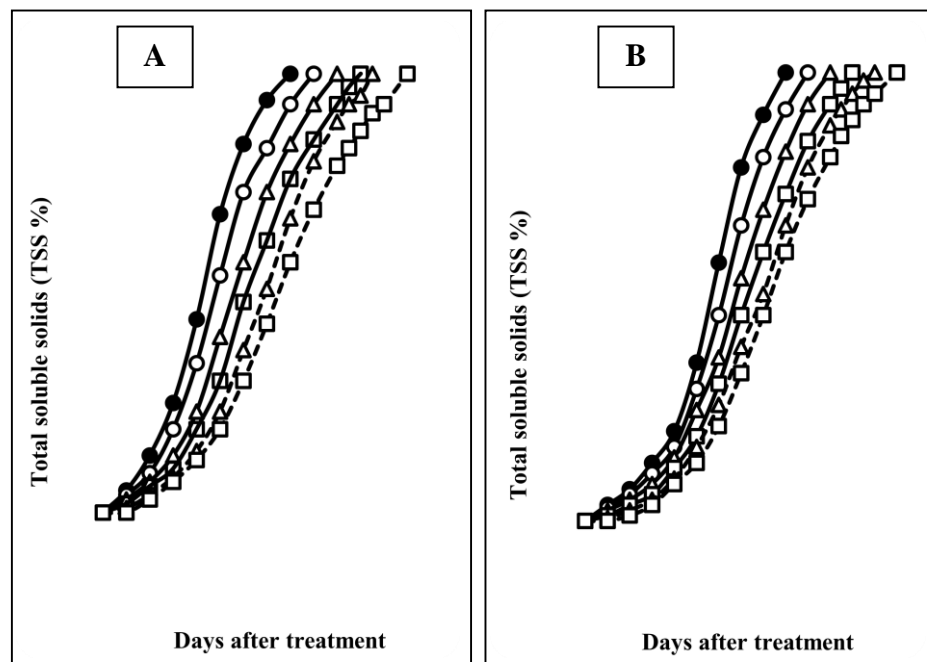 A
B
Total soluble solids (TSS %)
Total soluble solids (TSS %)
Days after treatment
Days after treatment